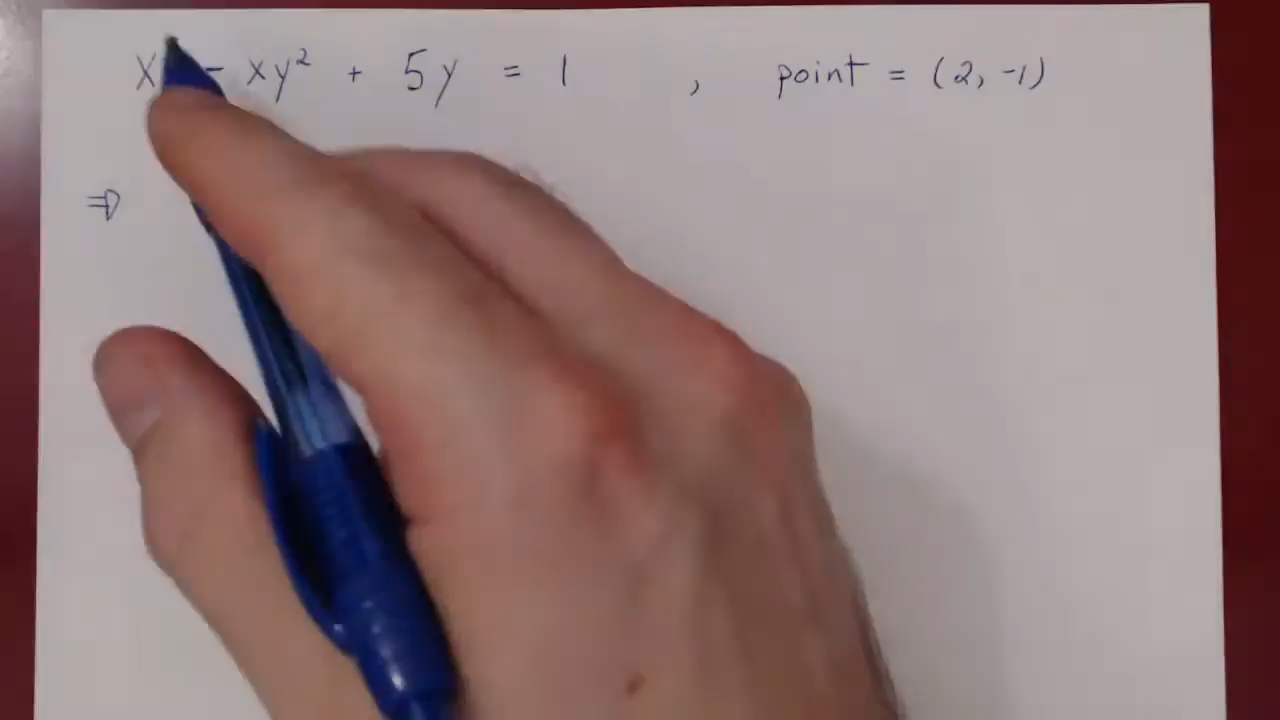 x - xy² + 5y = 1 , point = (2, -1)
⇒